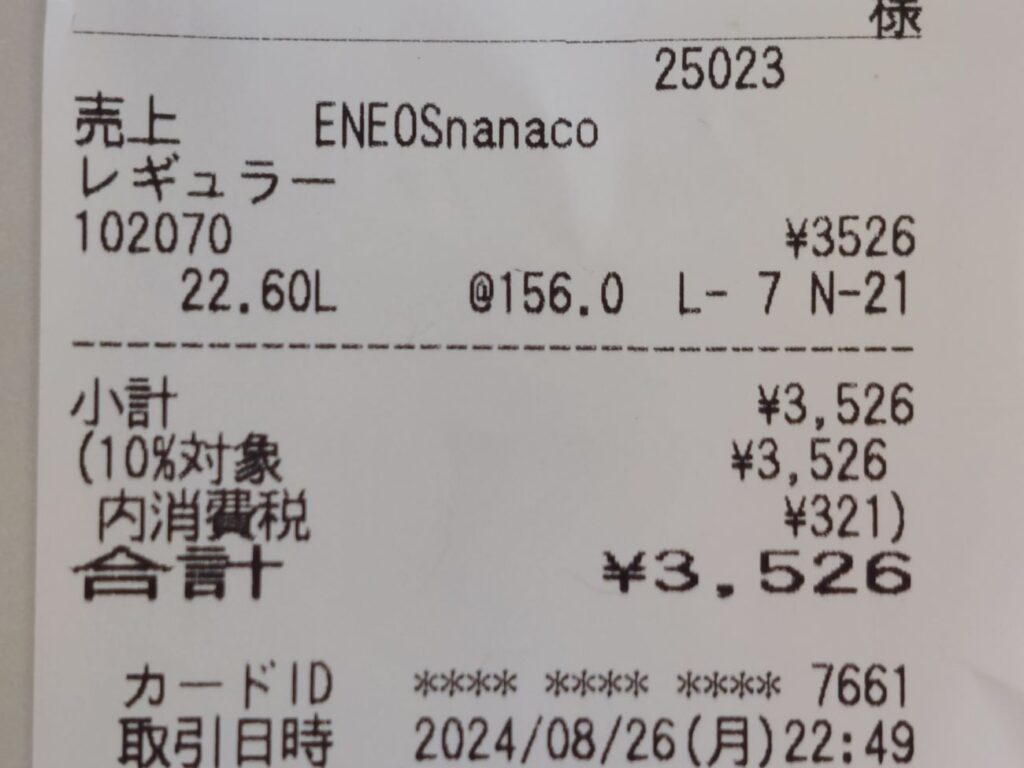 様
25023
売上 ENEOSnanaco
レギュラー
102070 ¥3526
22.60L @156.0 L- 7 N-21
小計 ¥3,526
(10%対象 ¥3,526
内消費税 ¥321)
合計 ¥3,526
カードID **** **** **** 7661
取引日時 2024/08/26(月)22:49